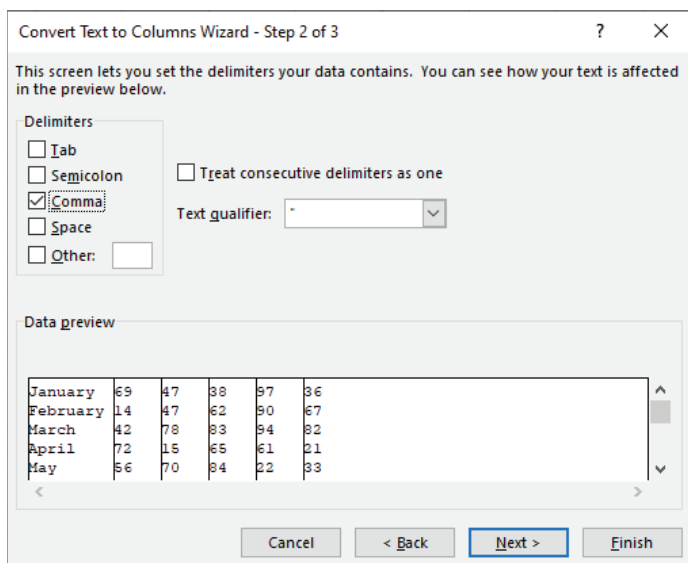 Convert Text to Columns Wizard - Step 2 of 3 ?
This screen lets you set the delimiters your data contains. You can see how your text is affected
in the preview below.
Delimiters
Tab
Semicolon
Comma
Space
Other:
Treat consecutive delimiters as one
Text qualifier: "
Data preview
January 69 47 38 97 36
February 14 47 62 90 67
March 42 78 83 94 82
April 72 15 65 61 21
May 56 70 84 22 33
Cancel < Back Next > Finish